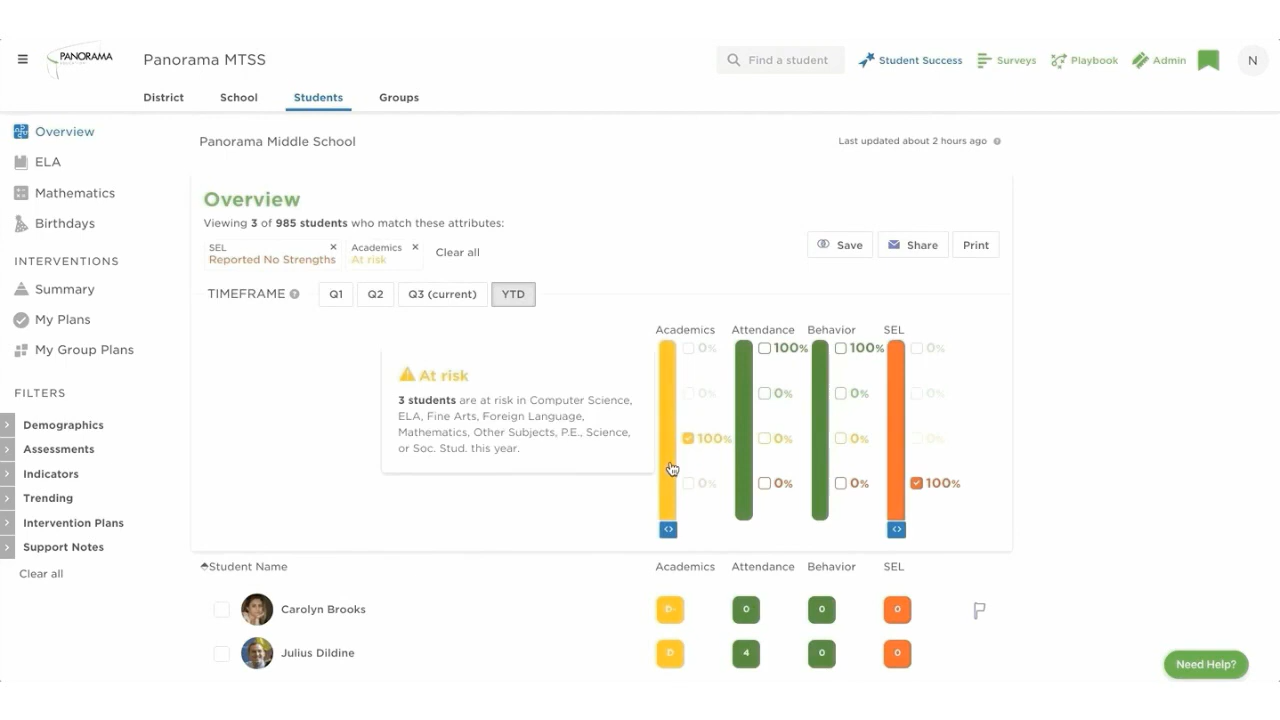 PANORAMA
Panorama MTSS
Find a student
Student Success
Surveys
Playbook
Admin
N
District
School
Students
Groups
Overview
ELA
Mathematics
Birthdays
INTERVENTIONS
Summary
My Plans
My Group Plans
FILTERS
Demographics
Assessments
Indicators
Trending
Intervention Plans
Support Notes
Clear all
Panorama Middle School
Last updated about 2 hours ago
Overview
Viewing 3 of 985 students who match these attributes:
SEL
Reported No Strengths
Academics
At risk
Clear all
Save
Share
Print
TIMEFRAME
Q1
Q2
Q3 (current)
YTD
Academics Attendance Behavior SEL
0% 100% 100% 0%
0% 0% 0% 0%
100% 0% 0% 0%
0% 0% 0% 100%
At risk
3 students are at risk in Computer Science,
ELA, Fine Arts, Foreign Language,
Mathematics, Other Subjects, P.E., Science,
or Soc. Stud. this year.
Student Name Academics Attendance Behavior SEL
Carolyn Brooks D- 0 0 0
Julius Dildine D 4 0 0
Need Help?